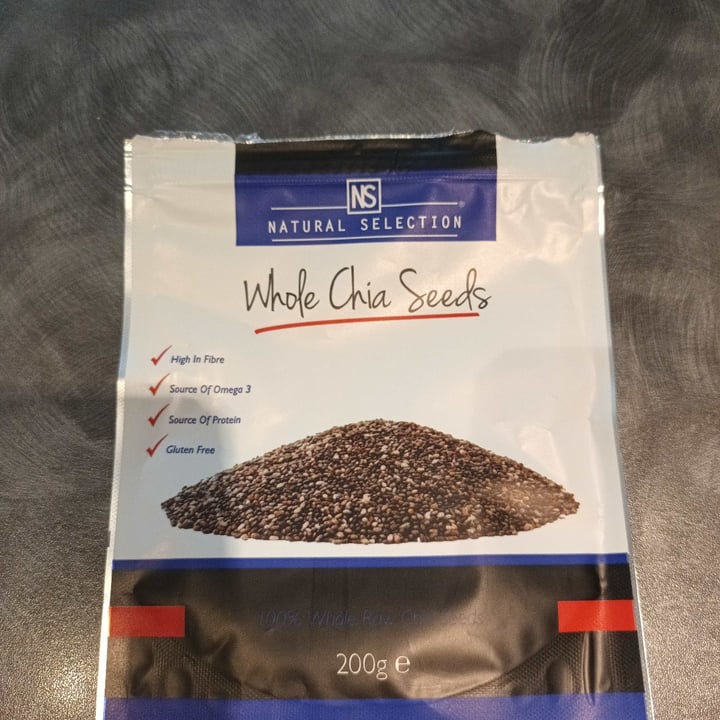 NS
NATURAL SELECTION®
Whole Chia Seeds
High In Fibre
Source Of Omega 3
Source Of Protein
Gluten Free
100% Whole Raw Chia Seeds
200g ℮